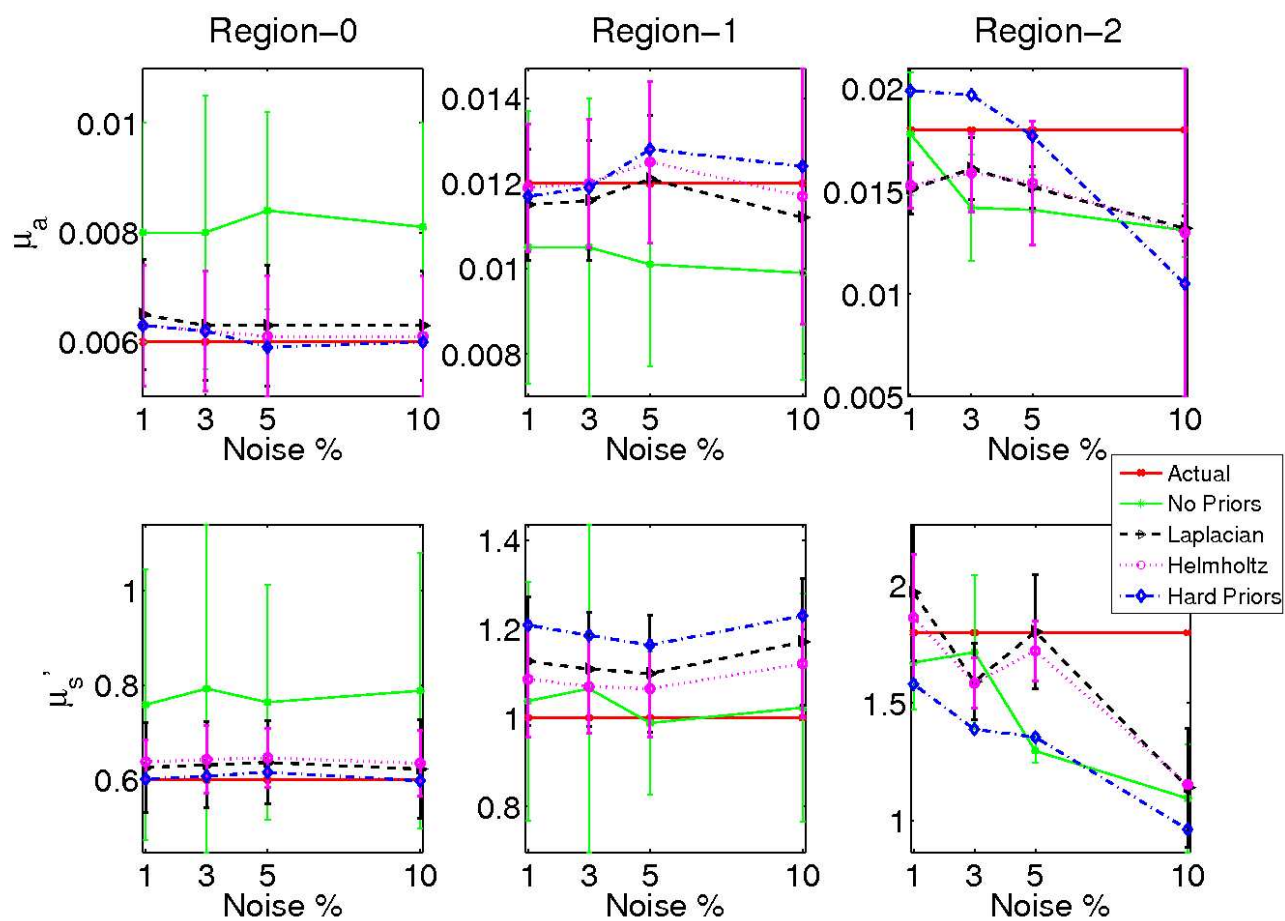 Region-0
Region-1
Region-2
0.01
0.008
0.006
μa
1 3 5 10
Noise %
0.014
0.012
0.01
0.008
1 3 5 10
Noise %
0.02
0.015
0.01
0.005
1 3 5 10
Noise %
Actual
No Priors
Laplacian
Helmholtz
Hard Priors
1
0.8
0.6
μs'
1 3 5 10
Noise %
1.4
1.2
1
0.8
1 3 5 10
Noise %
2
1.5
1
1 3 5 10
Noise %